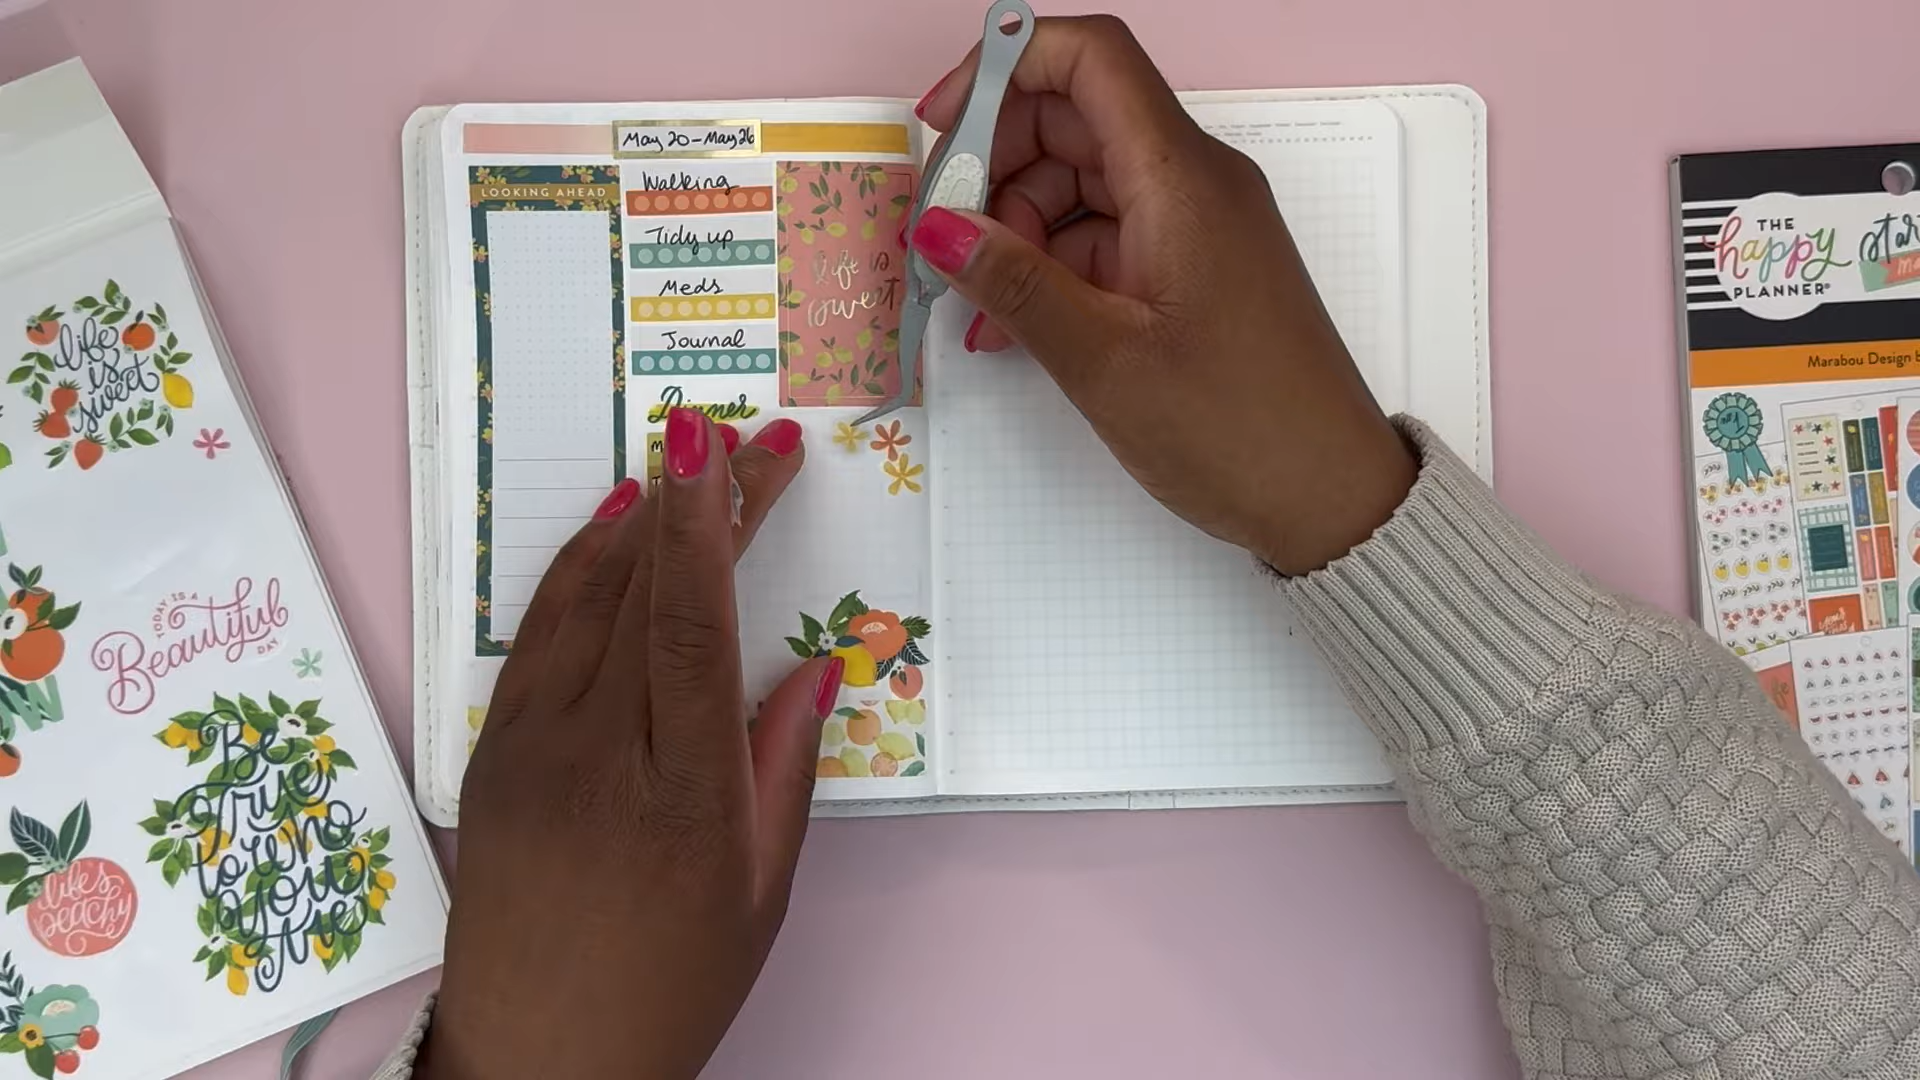 May 20-May 26
LOOKING AHEAD
Walking
Tidy up
Meds
Journal
Dinner
M
T
life is
sweet
life
is
sweet
TODAY IS A
Beautiful
DAY
Be
True
to who
You
Are
life's
peachy
THE
happy
PLANNER®
Marabou Design
#1